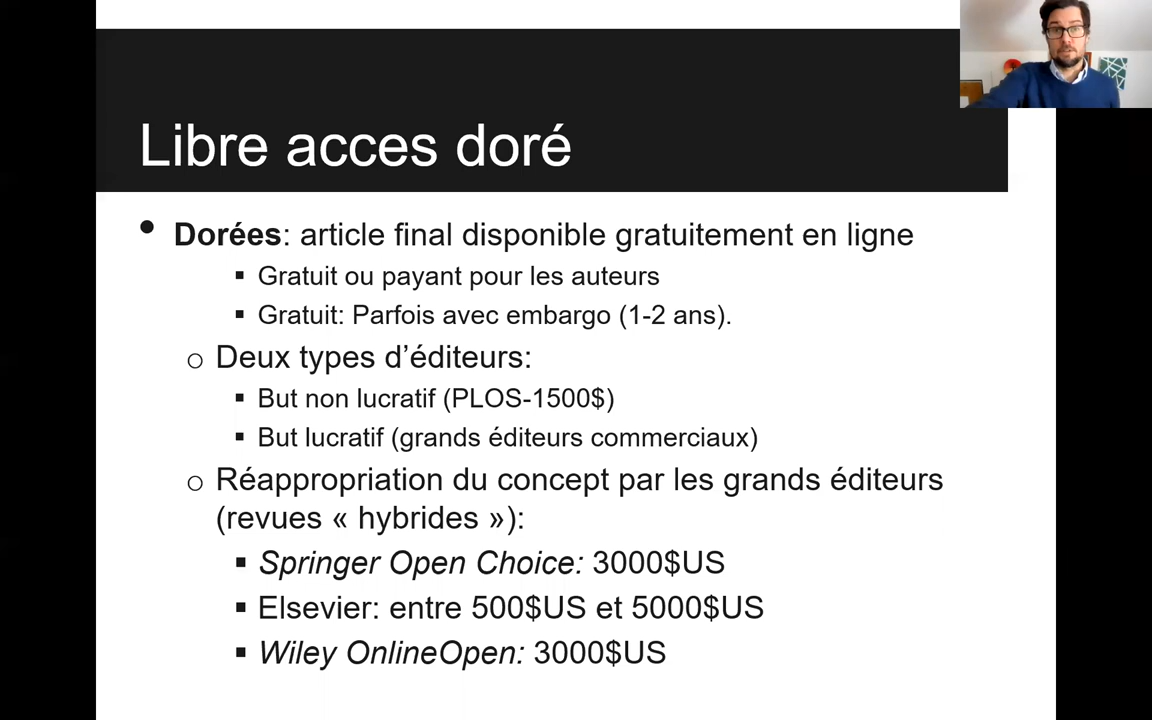 Libre acces doré
• Dorées: article final disponible gratuitement en ligne
▪ Gratuit ou payant pour les auteurs
▪ Gratuit: Parfois avec embargo (1-2 ans).
o Deux types d’éditeurs:
▪ But non lucratif (PLOS-1500$)
▪ But lucratif (grands éditeurs commerciaux)
o Réappropriation du concept par les grands éditeurs
(revues « hybrides »):
▪ Springer Open Choice: 3000$US
▪ Elsevier: entre 500$US et 5000$US
▪ Wiley OnlineOpen: 3000$US